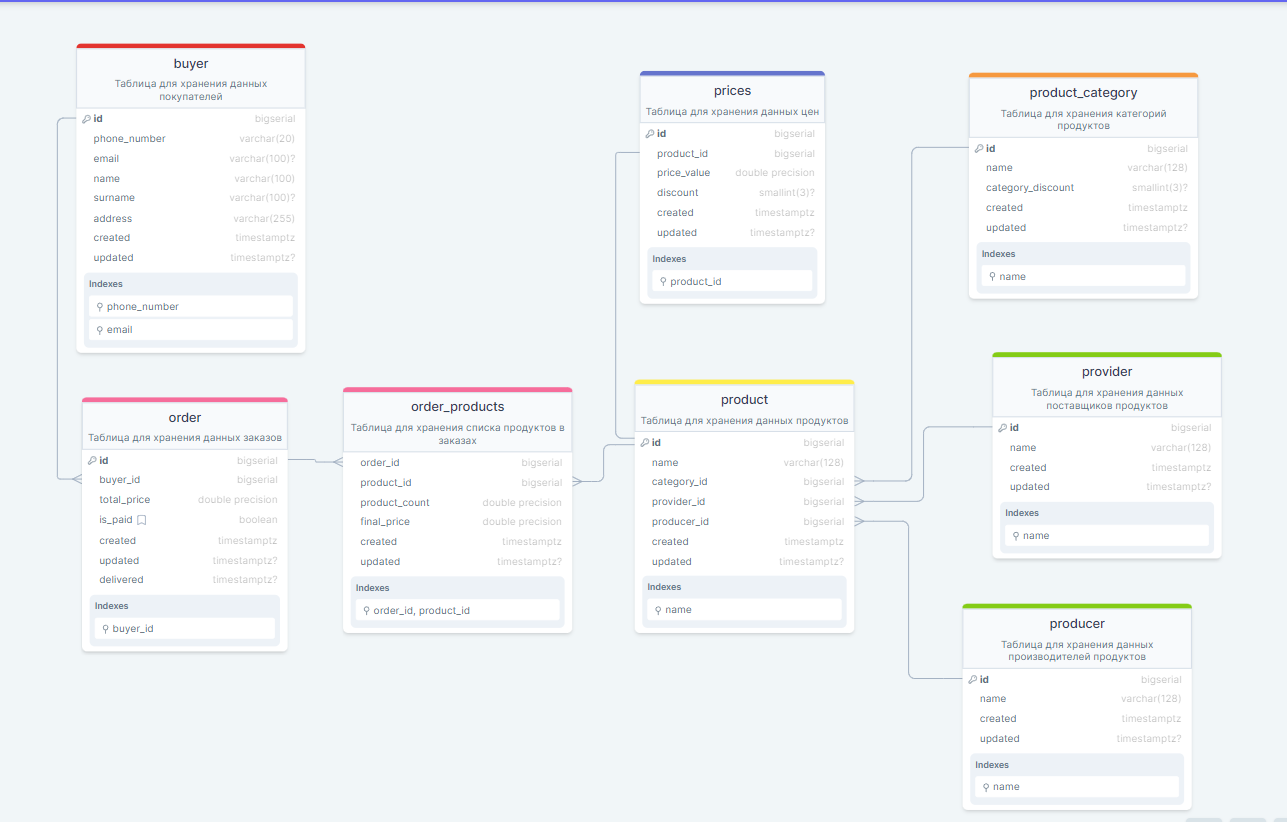 buyer
Таблица для хранения данных
покупателей
id bigserial
phone_number varchar(20)
email varchar(100)?
name varchar(100)
surname varchar(100)?
address varchar(255)
created timestamptz
updated timestamptz?
Indexes
phone_number
email
prices
Таблица для хранения данных цен
id bigserial
product_id bigserial
price_value double precision
discount smallint(3)?
created timestamptz
updated timestamptz?
Indexes
product_id
product_category
Таблица для хранения категорий
продуктов
id bigserial
name varchar(128)
category_discount smallint(3)?
created timestamptz
updated timestamptz?
Indexes
name
order
Таблица для хранения данных заказов
id bigserial
buyer_id bigserial
total_price double precision
is_paid boolean
created timestamptz
updated timestamptz?
delivered timestamptz?
Indexes
buyer_id
order_products
Таблица для хранения списка продуктов в
заказах
order_id bigserial
product_id bigserial
product_count double precision
final_price double precision
created timestamptz
updated timestamptz?
Indexes
order_id, product_id
product
Таблица для хранения данных продуктов
id bigserial
name varchar(128)
category_id bigserial
provider_id bigserial
producer_id bigserial
created timestamptz
updated timestamptz?
Indexes
name
provider
Таблица для хранения данных
поставщиков продуктов
id bigserial
name varchar(128)
created timestamptz
updated timestamptz?
Indexes
name
producer
Таблица для хранения данных
производителей продуктов
id bigserial
name varchar(128)
created timestamptz
updated timestamptz?
Indexes
name